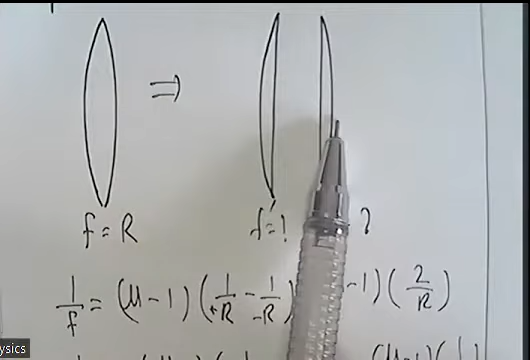 ⇒
f = R f' = ? ?
1/f = (μ-1)(1/+R - 1/-R) -1)(2/R)
ysics